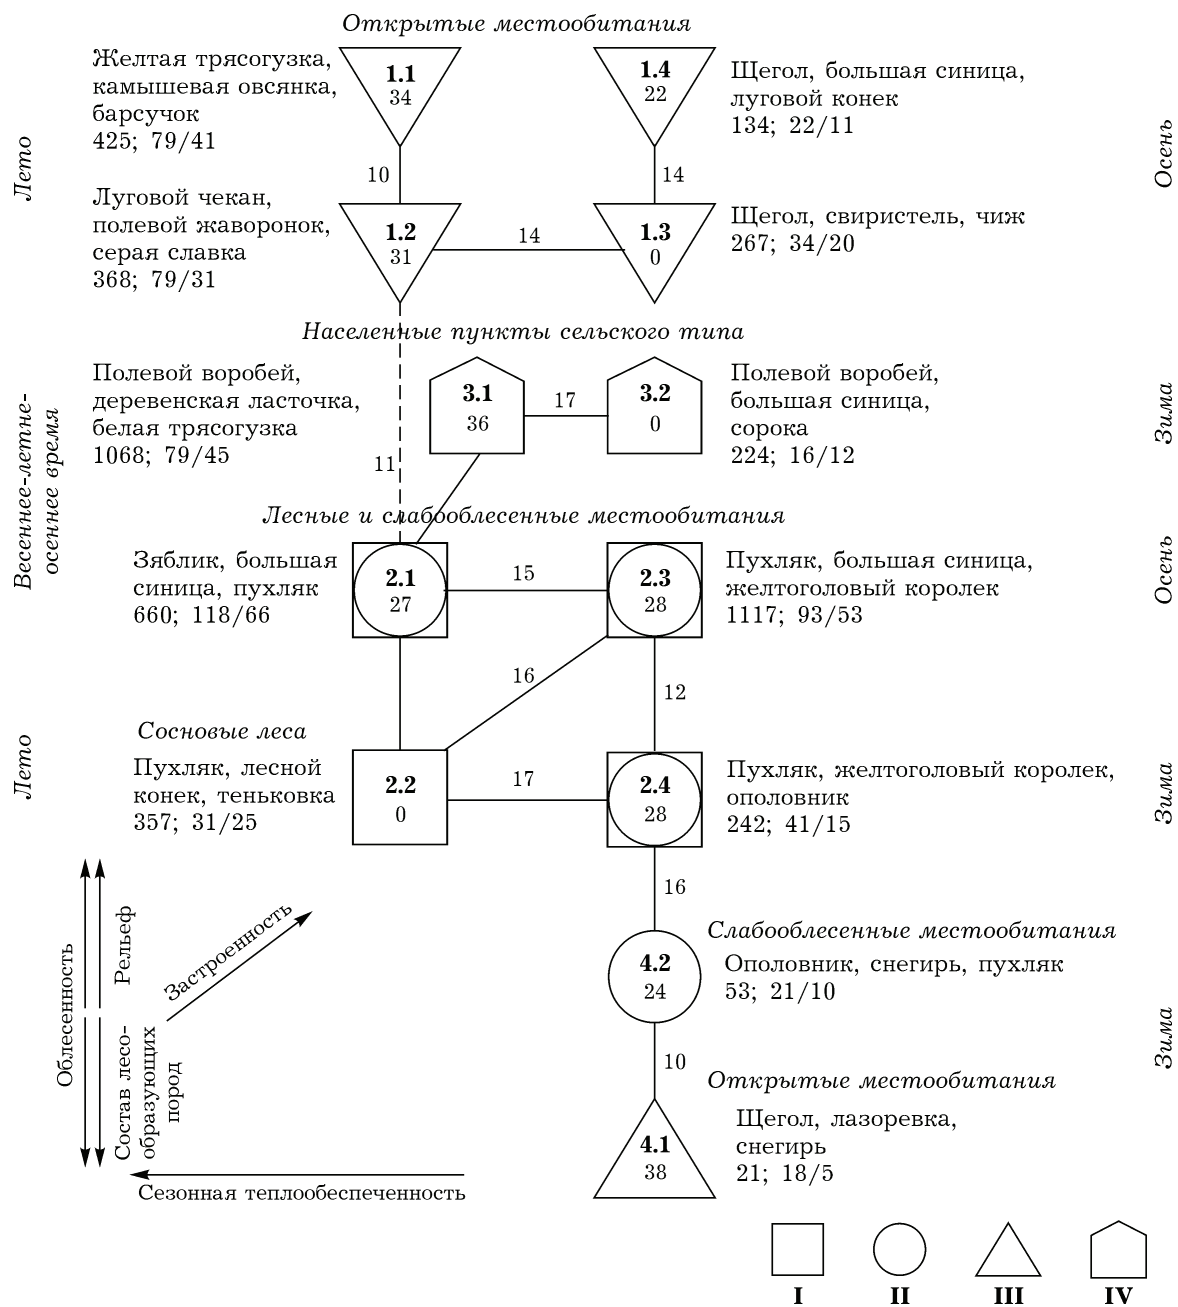 Открытые местообитания
Желтая трясогузка,
камышевая овсянка,
барсучок
425; 79/41
1.1
34
1.4
22
Щегол, большая синица,
луговой конек
134; 22/11
Лето
Осень
10
14
Луговой чекан,
полевой жаворонок,
серая славка
368; 79/31
1.2
31
14
1.3
0
Щегол, свиристель, чиж
267; 34/20
Населенные пункты сельского типа
Полевой воробей,
деревенская ласточка,
белая трясогузка
1068; 79/45
3.1
36
17
3.2
0
Полевой воробей,
большая синица,
сорока
224; 16/12
Весеннее-летне-
осеннее время
Зима
11
Лесные и слабооблесенные местообитания
Зяблик, большая
синица, пухляк
660; 118/66
2.1
27
15
2.3
28
Пухляк, большая синица,
желтоголовый королек
1117; 93/53
Осень
16
12
Сосновые леса
Пухляк, лесной
конек, теньковка
357; 31/25
2.2
0
17
2.4
28
Пухляк, желтоголовый королек,
ополовник
242; 41/15
Лето
Зима
16
Слабооблесенные местообитания
4.2
24
Ополовник, снегирь, пухляк
53; 21/10
Зима
10
Открытые местообитания
4.1
38
Щегол, лазоревка,
снегирь
21; 18/5
Облесенность
Рельеф
Застроенность
Состав лесо-
образующих
пород
Сезонная теплообеспеченность
I
II
III
IV